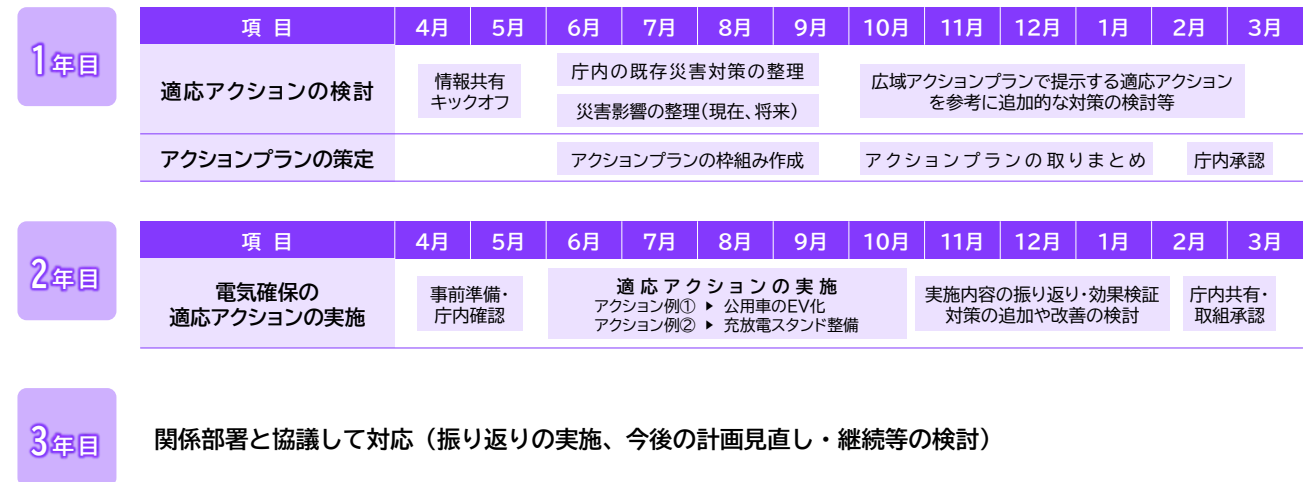 1年目
項 目 4月 5月 6月 7月 8月 9月 10月 11月 12月 1月 2月 3月
適応アクションの検討
情報共有
キックオフ
庁内の既存災害対策の整理
災害影響の整理(現在、将来)
広域アクションプランで提示する適応アクション
を参考に追加的な対策の検討等
アクションプランの策定
アクションプランの枠組み作成
アクションプランの取りまとめ
庁内承認
2年目
項 目 4月 5月 6月 7月 8月 9月 10月 11月 12月 1月 2月 3月
電気確保の
適応アクションの実施
事前準備・
庁内確認
適応アクションの実施
アクション例① ▶ 公用車のEV化
アクション例② ▶ 充放電スタンド整備
実施内容の振り返り・効果検証
対策の追加や改善の検討
庁内共有・
取組承認
3年目
関係部署と協議して対応（振り返りの実施、今後の計画見直し・継続等の検討）